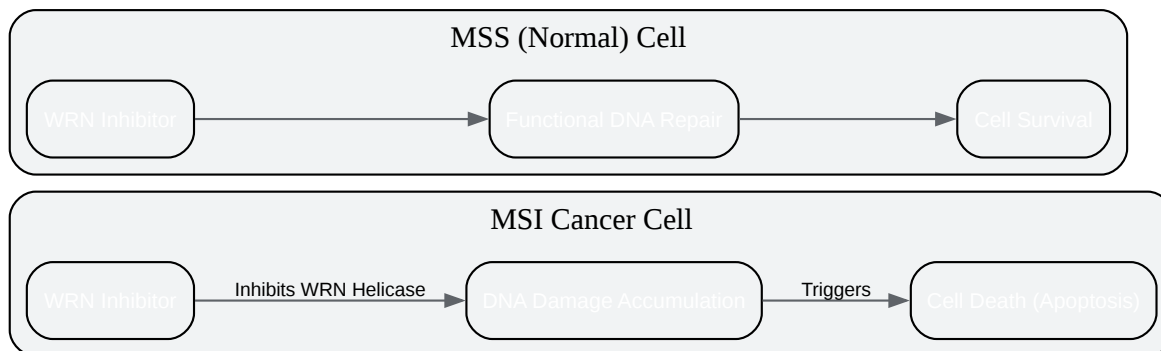 MSS (Normal) Cell
WRN Inhibitor
Functional DNA Repair
Cell Survival
MSI Cancer Cell
WRN Inhibitor
Inhibits WRN Helicase
DNA Damage Accumulation
Triggers
Cell Death (Apoptosis)